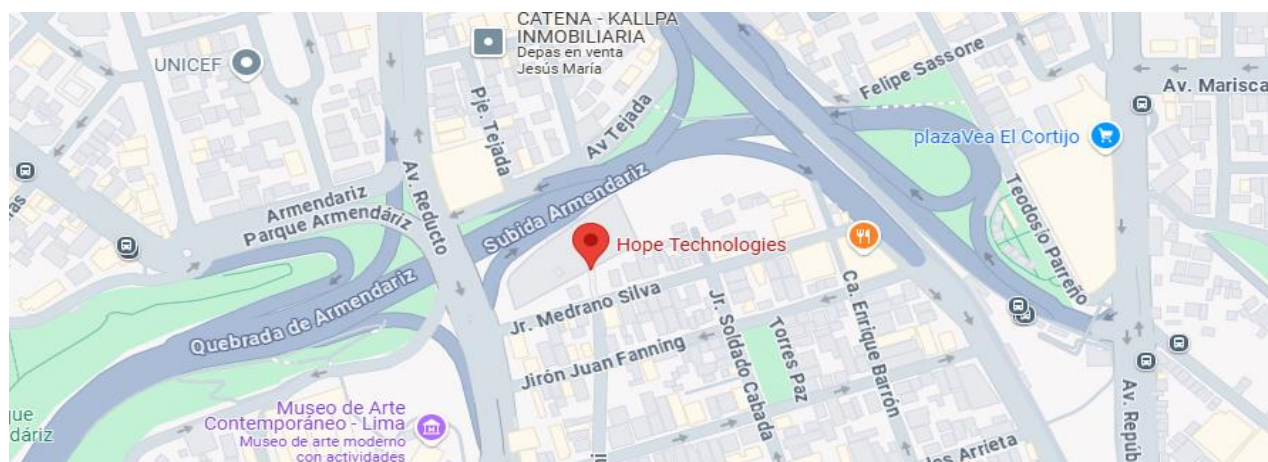 CATENA - KALLPA
INMOBILIARIA
Depas en venta
Jesús María
UNICEF
Pje. Tejada
Av Tejada
Felipe Sassone
Av. Marisca
plazaVea El Cortijo
Av. Reducto
Armendariz
Parque Armendáriz
Subida Armendariz
Hope Technologies
Teodosio Parreño
Quebrada de Armendariz
Jr. Medrano Silva
Jirón Juan Fanning
Jr. Soldado Cabada
Torres Paz
Ca. Enrique Barrón
Av. Repúb
Museo de Arte
Contemporáneo - Lima
Museo de arte moderno
con actividades
dáriz
Arrieta